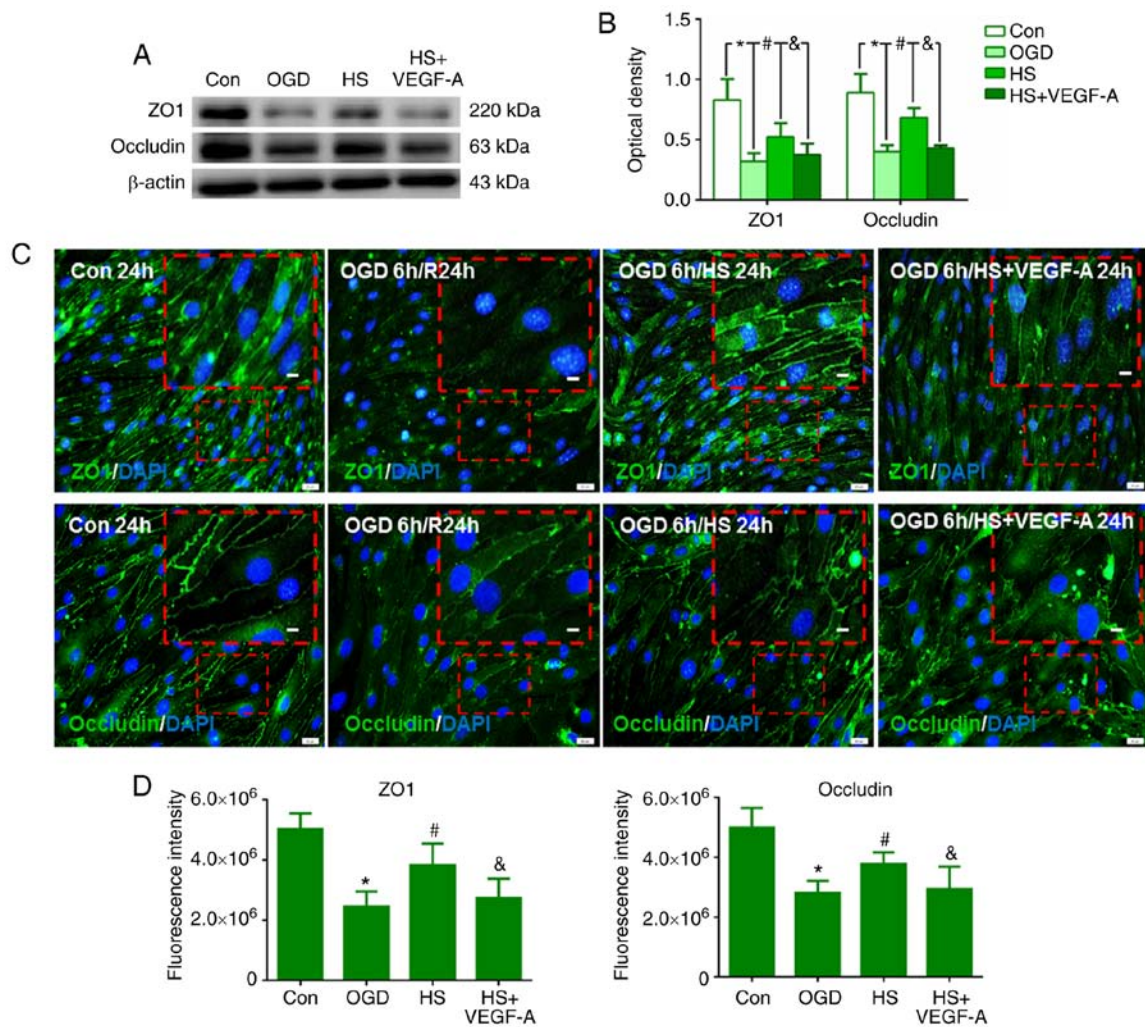 A
Con
OGD
HS
HS+
VEGF-A
ZO1
220 kDa
Occludin
63 kDa
β-actin
43 kDa
B
Optical density
1.5
1.0
0.5
0.0
* # &
* # &
ZO1
Occludin
Con
OGD
HS
HS+VEGF-A
C
Con 24h
OGD 6h/R24h
OGD 6h/HS 24h
OGD 6h/HS+VEGF-A 24h
ZO1/DAPI
ZO1/DAPI
ZO1/DAPI
ZO1/DAPI
Con 24h
OGD 6h/R24h
OGD 6h/HS 24h
OGD 6h/HS+VEGF-A 24h
Occludin/DAPI
Occludin/DAPI
Occludin/DAPI
Occludin/DAPI
D
ZO1
Fluorescence intensity
6.0×10⁶
4.0×10⁶
2.0×10⁶
0
*
#
&
Con
OGD
HS
HS+
VEGF-A
Occludin
Fluorescence intensity
6.0×10⁶
4.0×10⁶
2.0×10⁶
0
*
#
&
Con
OGD
HS
HS+
VEGF-A